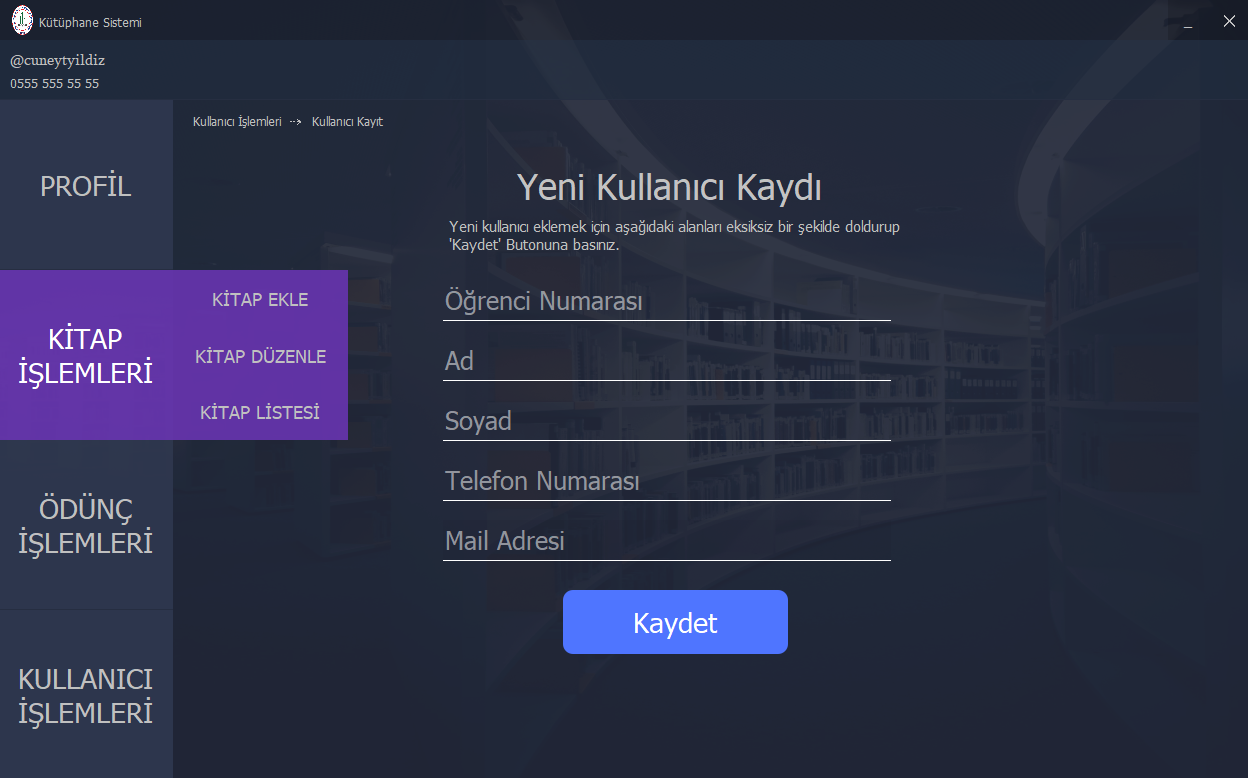 Kütüphane Sistemi
@cuneytyildiz
0555 555 55 55
Kullanıcı İşlemleri ⇢ Kullanıcı Kayıt
PROFİL
KİTAP
İŞLEMLERİ
KİTAP EKLE
KİTAP DÜZENLE
KİTAP LİSTESİ
ÖDÜNÇ
İŞLEMLERİ
KULLANICI
İŞLEMLERİ
Yeni Kullanıcı Kaydı
Yeni kullanıcı eklemek için aşağıdaki alanları eksiksiz bir şekilde doldurup
'Kaydet' Butonuna basınız.
Öğrenci Numarası
Ad
Soyad
Telefon Numarası
Mail Adresi
Kaydet